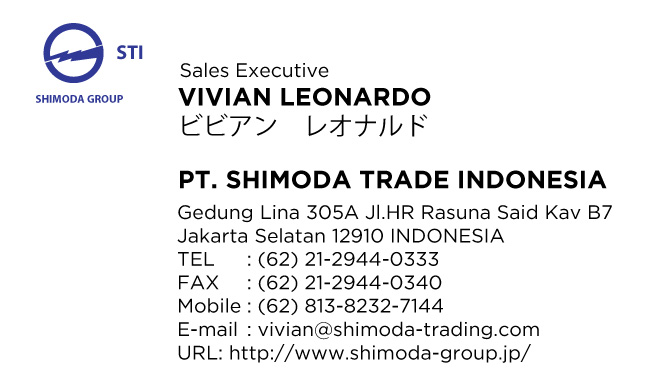 STI
SHIMODA GROUP
Sales Executive
VIVIAN LEONARDO
ビビアン　レオナルド
PT. SHIMODA TRADE INDONESIA
Gedung Lina 305A Jl.HR Rasuna Said Kav B7
Jakarta Selatan 12910 INDONESIA
TEL : (62) 21-2944-0333
FAX : (62) 21-2944-0340
Mobile : (62) 813-8232-7144
E-mail : vivian@shimoda-trading.com
URL: http://www.shimoda-group.jp/